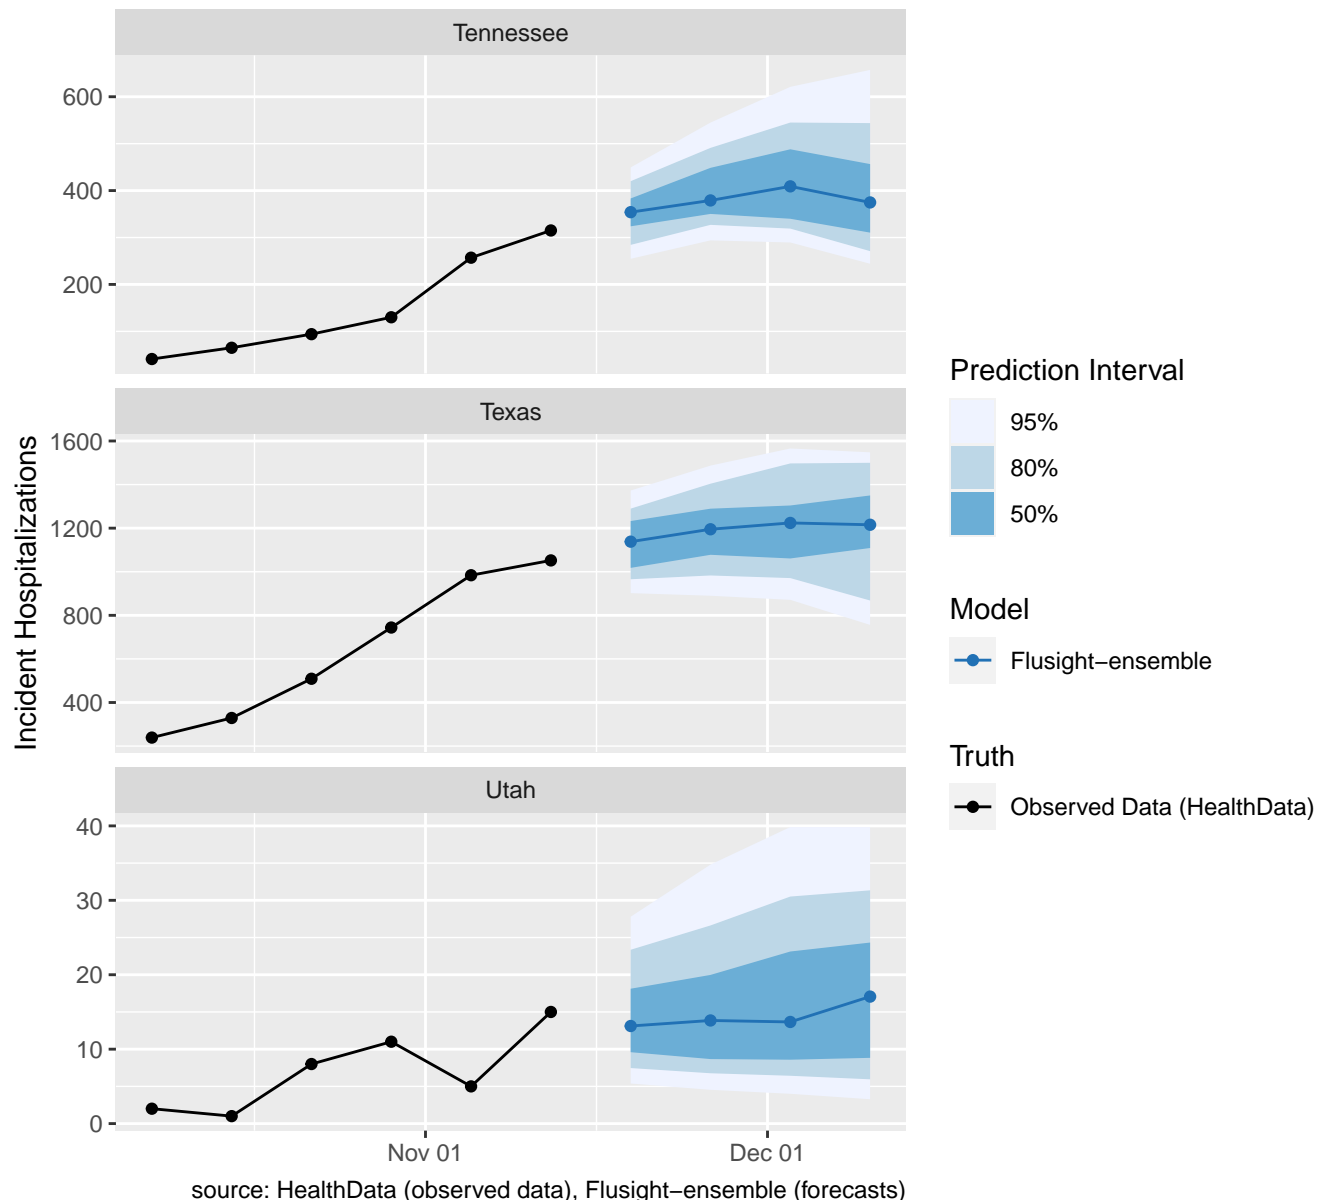 Tennessee
600
400
200
Texas
1600
1200
800
400
Utah
40
30
20
10
0
Nov 01
Dec 01
Incident Hospitalizations
source: HealthData (observed data), Flusight−ensemble (forecasts)
Prediction Interval
95%
80%
50%
Model
Flusight−ensemble
Truth
Observed Data (HealthData)